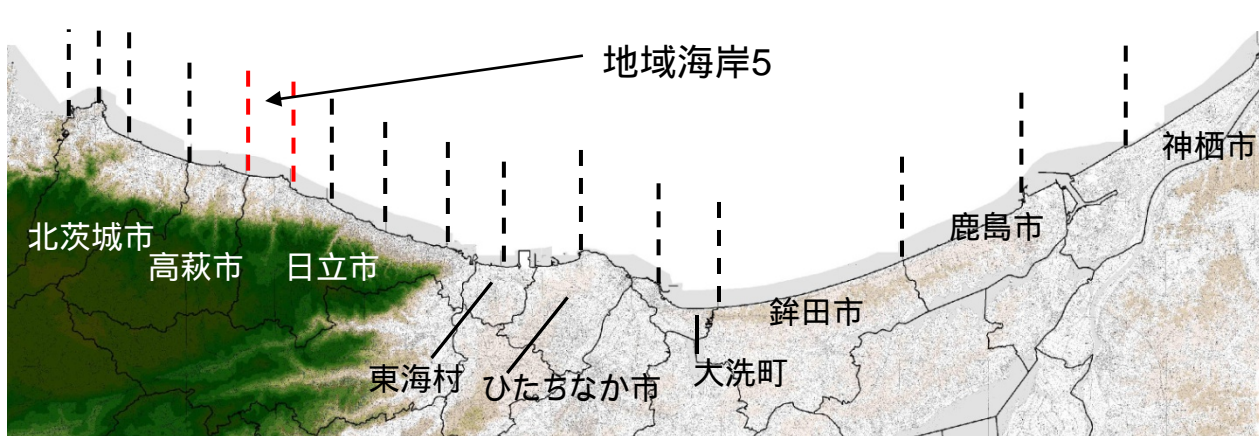 地域海岸5
神栖市
鹿島市
北茨城市
高萩市
日立市
鉾田市
東海村
ひたちなか市
大洗町